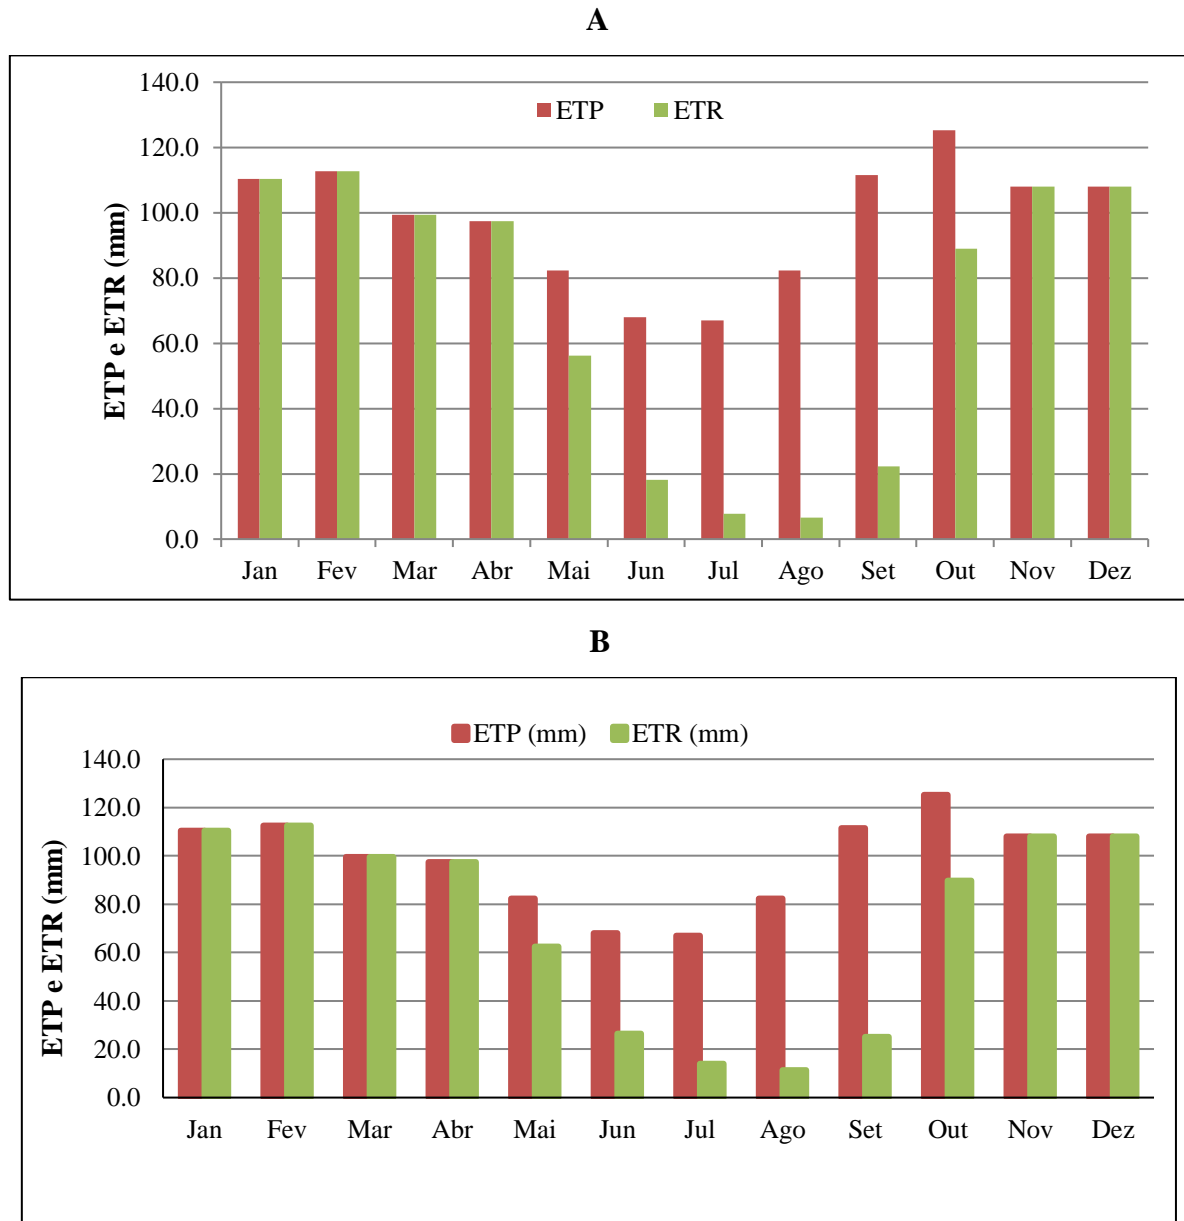 A
140.0
ETP ETR
120.0
100.0
80.0
60.0
40.0
20.0
0.0
ETP e ETR (mm)
Jan Fev Mar Abr Mai Jun Jul Ago Set Out Nov Dez
B
ETP (mm) ETR (mm)
140.0
120.0
100.0
80.0
60.0
40.0
20.0
0.0
ETP e ETR (mm)
Jan Fev Mar Abr Mai Jun Jul Ago Set Out Nov Dez